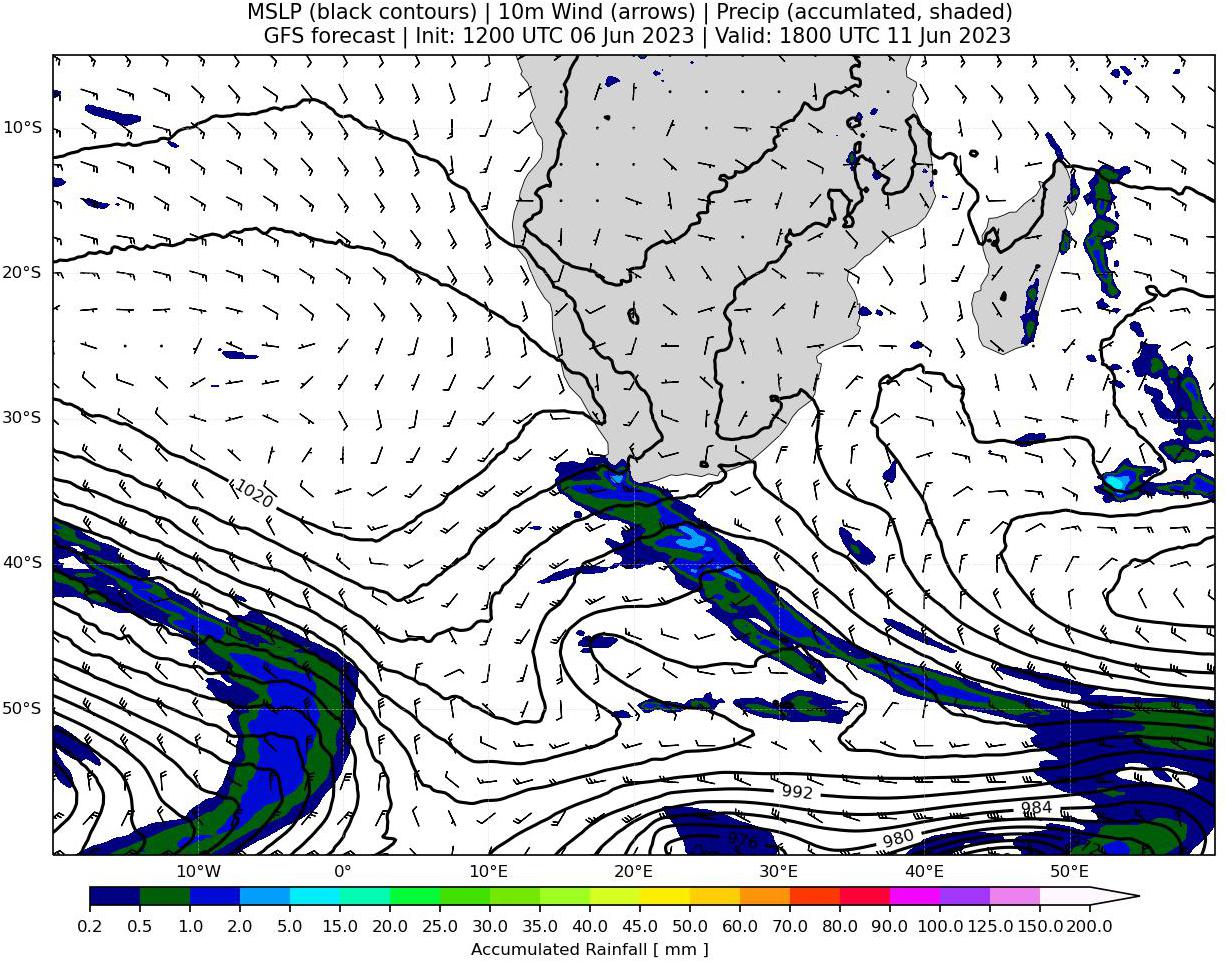 MSLP (black contours) | 10m Wind (arrows) | Precip (accumlated, shaded)
GFS forecast | Init: 1200 UTC 06 Jun 2023 | Valid: 1800 UTC 11 Jun 2023
10°S
20°S
30°S
1020
40°S
50°S
992
984
980
976
10°W 0° 10°E 20°E 30°E 40°E 50°E
0.2 0.5 1.0 2.0 5.0 10.0 15.0 20.0 25.0 30.0 35.0 40.0 45.0 50.0 60.0 70.0 80.0 90.0 100.0 125.0 150.0 200.0
Accumulated Rainfall [ mm ]